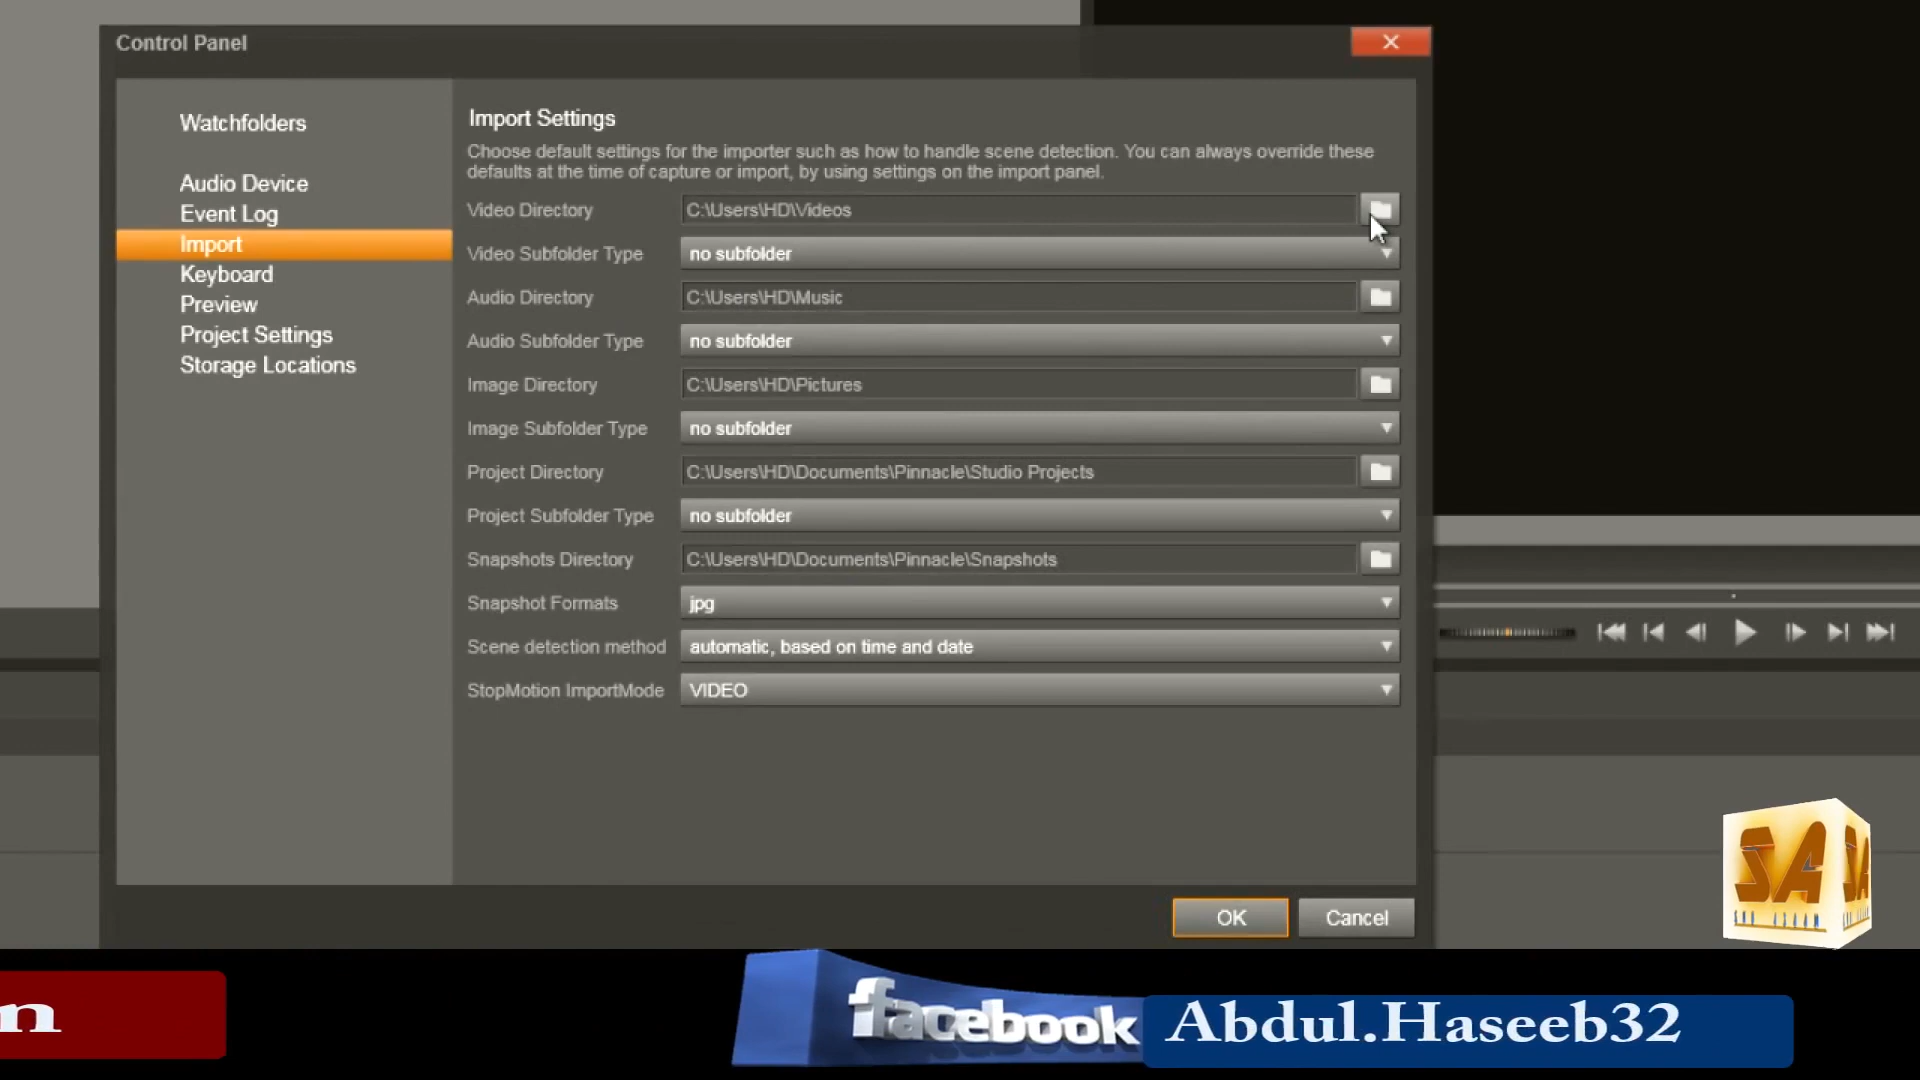 Control Panel
Watchfolders
Audio Device
Event Log
Import
Keyboard
Preview
Project Settings
Storage Locations
Import Settings
Choose default settings for the importer such as how to handle scene detection. You can always override these
defaults at the time of capture or import, by using settings on the import panel.
Video Directory C:\Users\HD\Videos
Video Subfolder Type no subfolder
Audio Directory C:\Users\HD\Music
Audio Subfolder Type no subfolder
Image Directory C:\Users\HD\Pictures
Image Subfolder Type no subfolder
Project Directory C:\Users\HD\Documents\Pinnacle\Studio Projects
Project Subfolder Type no subfolder
Snapshots Directory C:\Users\HD\Documents\Pinnacle\Snapshots
Snapshot Formats jpg
Scene detection method automatic, based on time and date
StopMotion ImportMode VIDEO
OK Cancel
SA SA
n
facebook Abdul.Haseeb32